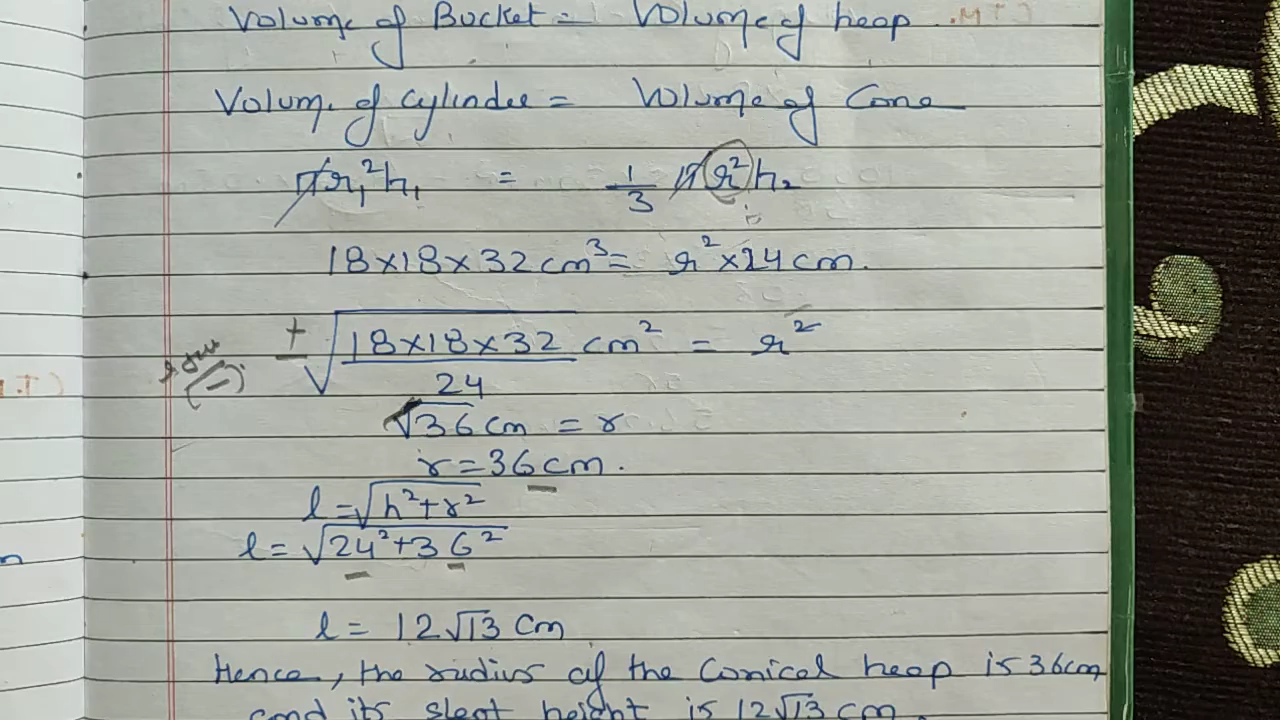 Volume of Bucket = Volume of heap
Volume of Cylinder = Volume of Cone
πr₁²h₁ = 1/3 πr²h₂
18×18×32 cm³ = r²×24 cm.
± √(18×18×32/24) cm² = r²
√36 cm = r
r = 36 cm.
l = √(h²+r²)
l = √(24²+36²)
l = 12√13 cm
Hence, the radius of the Conical heap is 36cm
and its slant height is 12√13 cm.